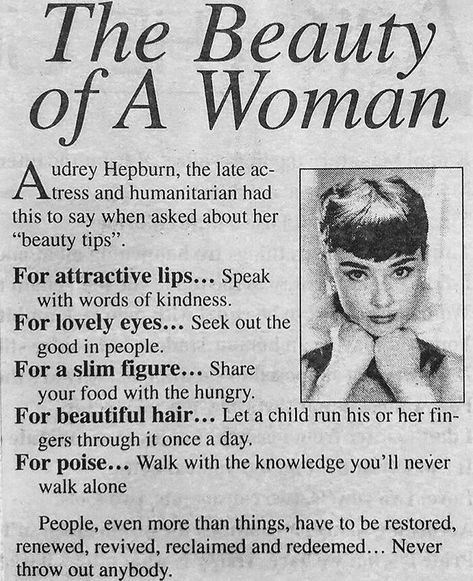 The Beauty
of A Woman
Audrey Hepburn, the late ac-
tress and humanitarian had
this to say when asked about her
“beauty tips”.
For attractive lips... Speak
with words of kindness.
For lovely eyes... Seek out the
good in people.
For a slim figure... Share
your food with the hungry.
For beautiful hair... Let a child run his or her fin-
gers through it once a day.
For poise... Walk with the knowledge you’ll never
walk alone
People, even more than things, have to be restored,
renewed, revived, reclaimed and redeemed... Never
throw out anybody.